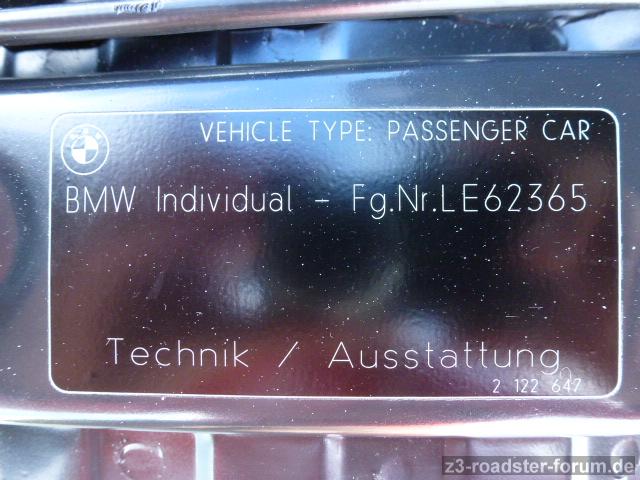 VEHICLE TYPE: PASSENGER CAR
BMW Individual - Fg.Nr.LE62365
Technik / Ausstattung
2 122 647
z3-roadster-forum.de